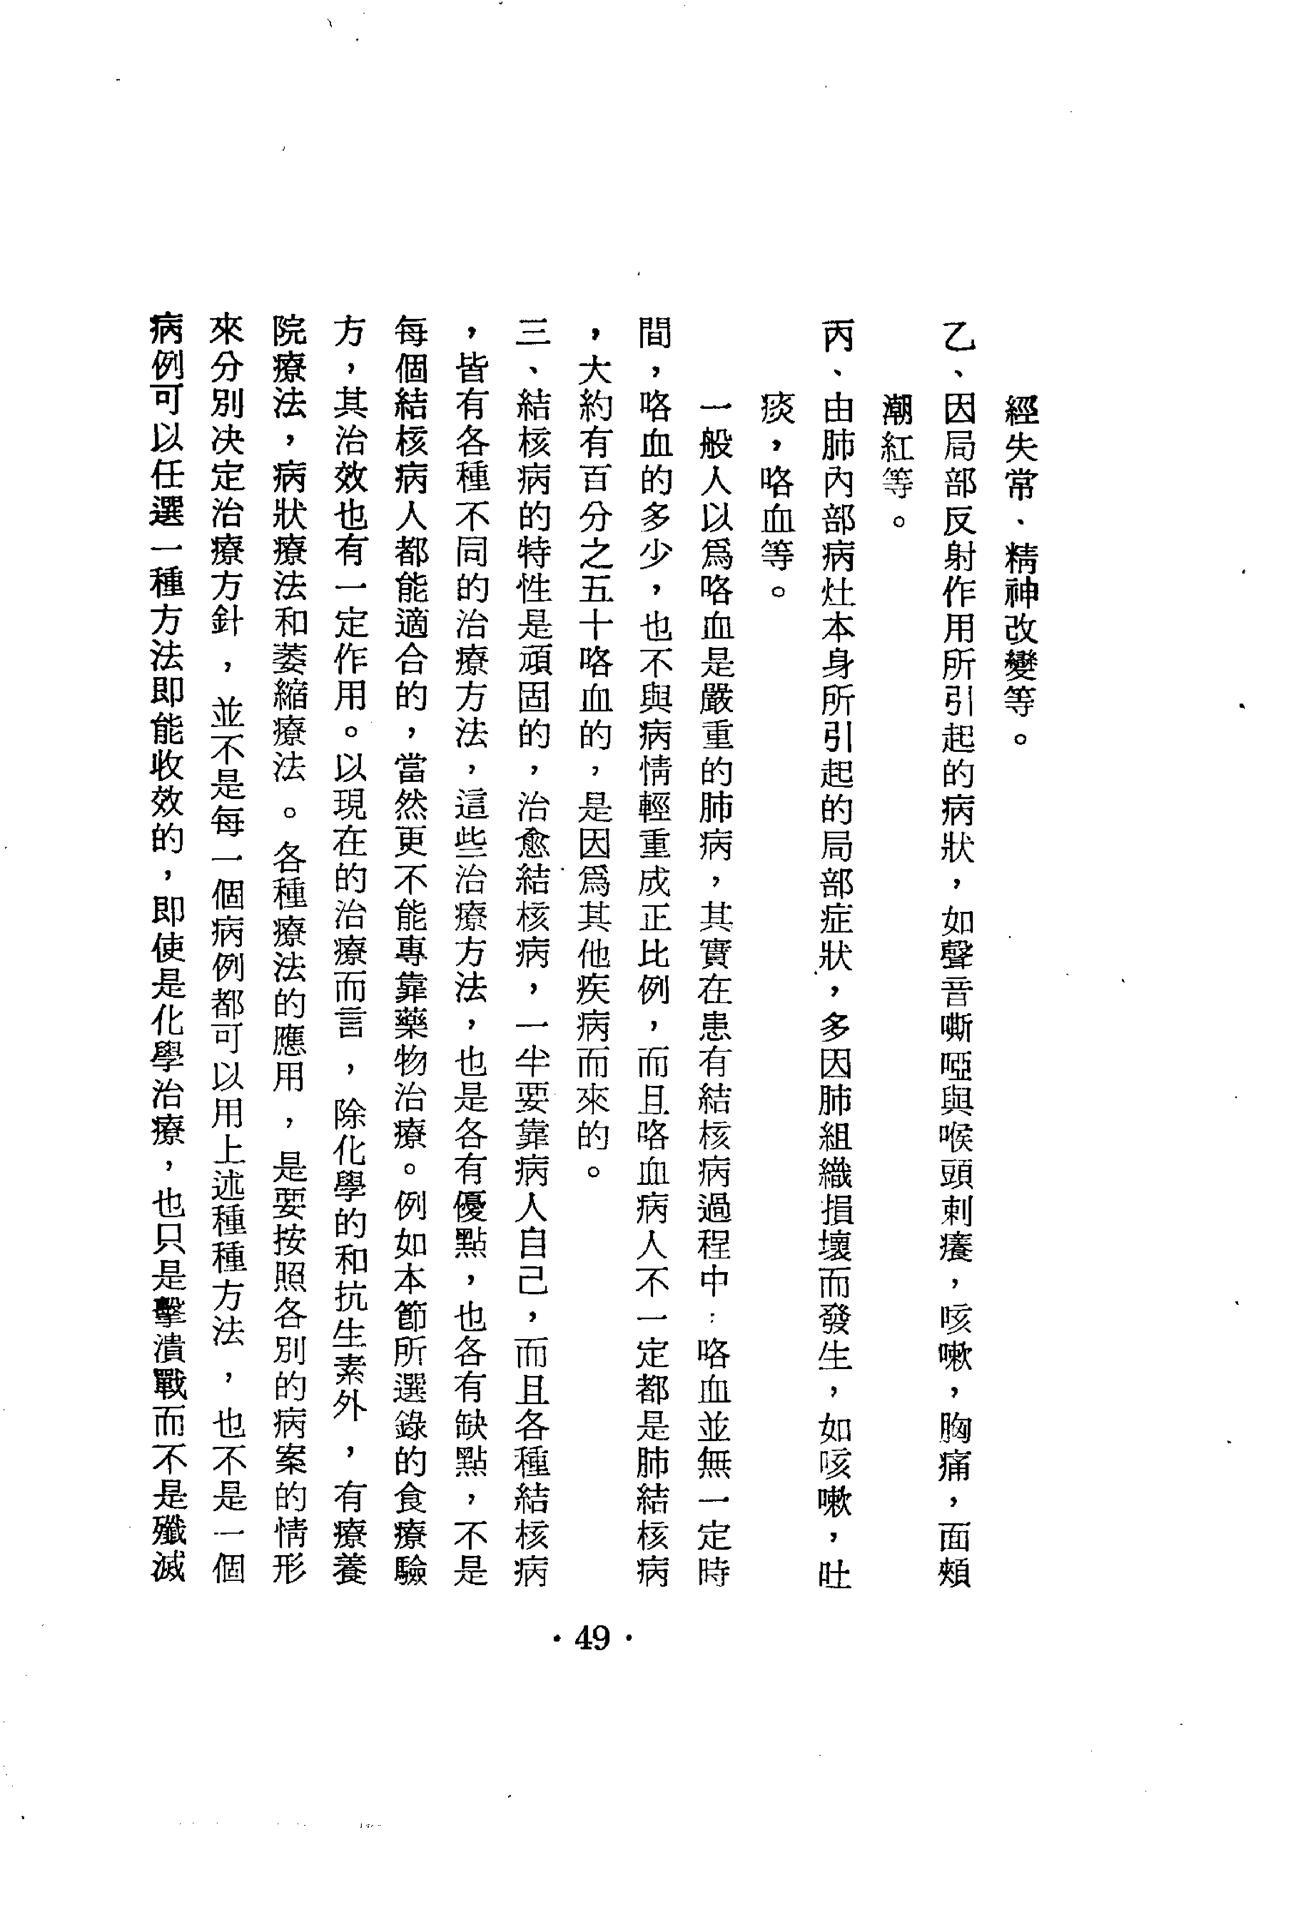 經失常、精神改變等。
乙、因局部反射作用所引起的病狀，如聲音嘶啞與喉頭刺癢，咳嗽，胸痛，面頰
潮紅等。
丙、由肺內部病灶本身所引起的局部症狀，多因肺組織損壞而發生，如咳嗽，吐
痰，咯血等。
一般人以爲咯血是嚴重的肺病，其實在患有結核病過程中：咯血並無一定時
間，咯血的多少，也不與病情輕重成正比例，而且咯血病人不一定都是肺結核病
，大約有百分之五十咯血的，是因爲其他疾病而來的。
三、結核病的特性是頑固的，治愈結核病，一半要靠病人自己，而且各種結核病
，皆有各種不同的治療方法，這些治療方法，也是各有優點，也各有缺點，不是
每個結核病人都能適合的，當然更不能專靠藥物治療。例如本節所選錄的食療驗
方，其治效也有一定作用。以現在的治療而言，除化學的和抗生素外，有療養
院療法，病狀療法和萎縮療法。各種療法的應用，是要按照各別的病案的情形
來分別決定治療方針，並不是每一個病例都可以用上述種種方法，也不是一個
病例可以任選一種方法即能收效的，即使是化學治療，也只是擊潰戰而不是殲滅
·49·